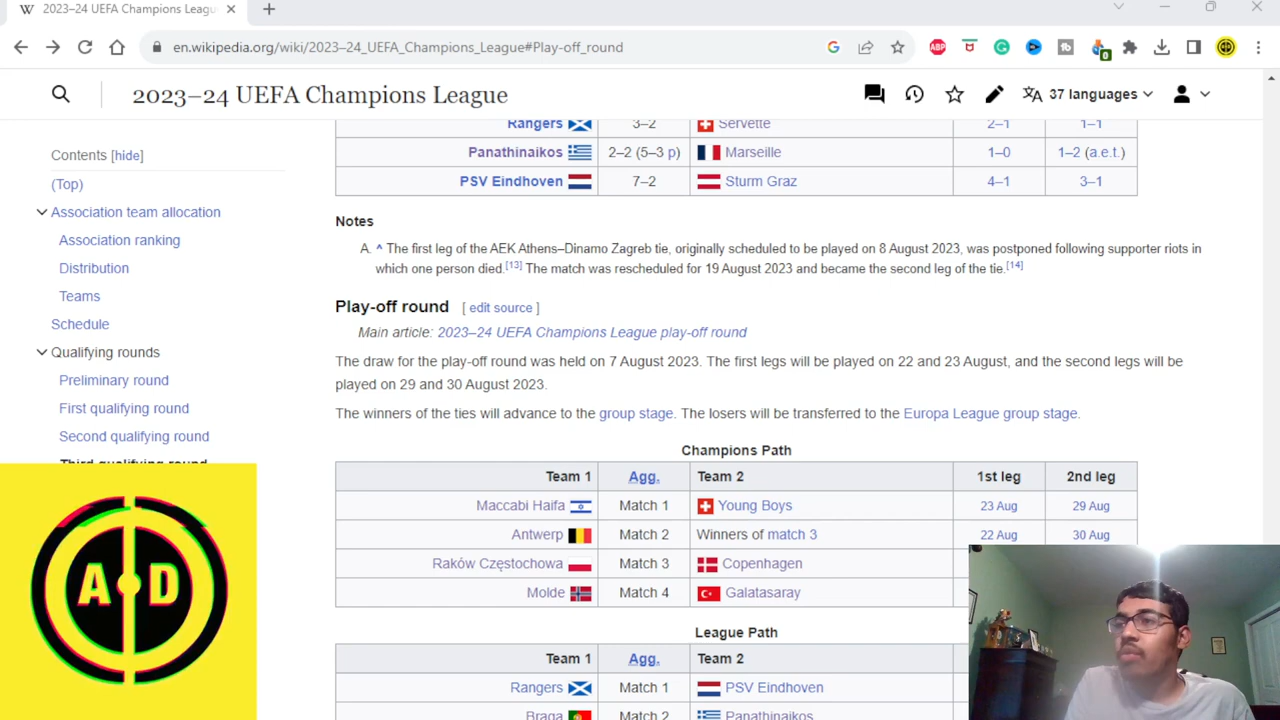 2023–24 UEFA Champions Leagu
en.wikipedia.org/wiki/2023–24_UEFA_Champions_League#Play-off_round
ABP
0
2023–24 UEFA Champions League
37 languages
Contents [hide]
(Top)
Association team allocation
Association ranking
Distribution
Teams
Schedule
Qualifying rounds
Preliminary round
First qualifying round
Second qualifying round
Third qualifying round
Rangers 3–2 Servette 2–1 1–1
Panathinaikos 2–2 (5–3 p) Marseille 1–0 1–2 (a.e.t.)
PSV Eindhoven 7–2 Sturm Graz 4–1 3–1
Notes
A. ^ The first leg of the AEK Athens–Dinamo Zagreb tie, originally scheduled to be played on 8 August 2023, was postponed following supporter riots in
which one person died.[13] The match was rescheduled for 19 August 2023 and became the second leg of the tie.[14]
Play-off round [ edit source ]
Main article: 2023–24 UEFA Champions League play-off round
The draw for the play-off round was held on 7 August 2023. The first legs will be played on 22 and 23 August, and the second legs will be
played on 29 and 30 August 2023.
The winners of the ties will advance to the group stage. The losers will be transferred to the Europa League group stage.
Champions Path
Team 1 Agg. Team 2 1st leg 2nd leg
Maccabi Haifa Match 1 Young Boys 23 Aug 29 Aug
Antwerp Match 2 Winners of match 3 22 Aug 30 Aug
Raków Częstochowa Match 3 Copenhagen
Molde Match 4 Galatasaray
League Path
Team 1 Agg. Team 2
Rangers Match 1 PSV Eindhoven
Braga Match 2 Panathinaikos
A D